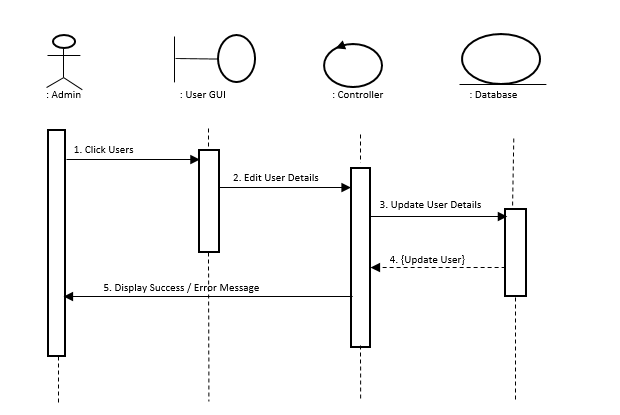 : Admin
: User GUI
: Controller
: Database
1. Click Users
2. Edit User Details
3. Update User Details
4. {Update User}
5. Display Success / Error Message